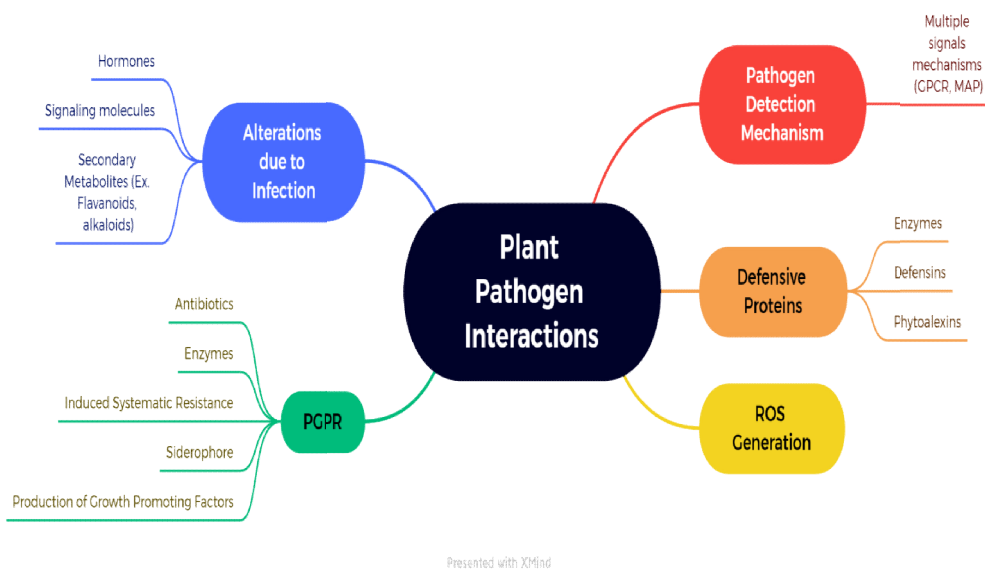 Plant
Pathogen
Interactions
Alterations
due to
Infection
Hormones
Signaling molecules
Secondary
Metabolites (Ex.
Flavanoids,
alkaloids)
PGPR
Antibiotics
Enzymes
Induced Systematic Resistance
Siderophore
Production of Growth Promoting Factors
Pathogen
Detection
Mechanism
Multiple
signals
mechanisms
(GPCR, MAP)
Defensive
Proteins
Enzymes
Defensins
Phytoalexins
ROS
Generation
Presented with XMind